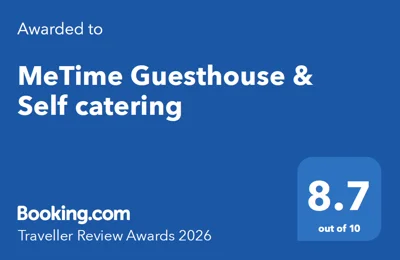 Awarded to
MeTime Guesthouse &
Self catering
8.7
out of 10
Booking.com
Traveller Review Awards 2026